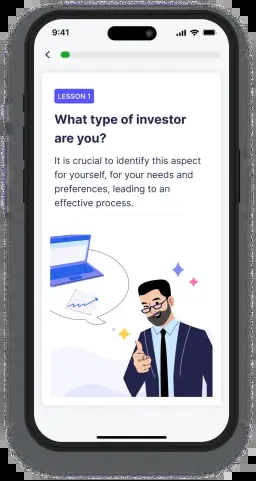 9:41
LESSON 1
What type of investor
are you?
It is crucial to identify this aspect
for yourself, for your needs and
preferences, leading to an
effective process.